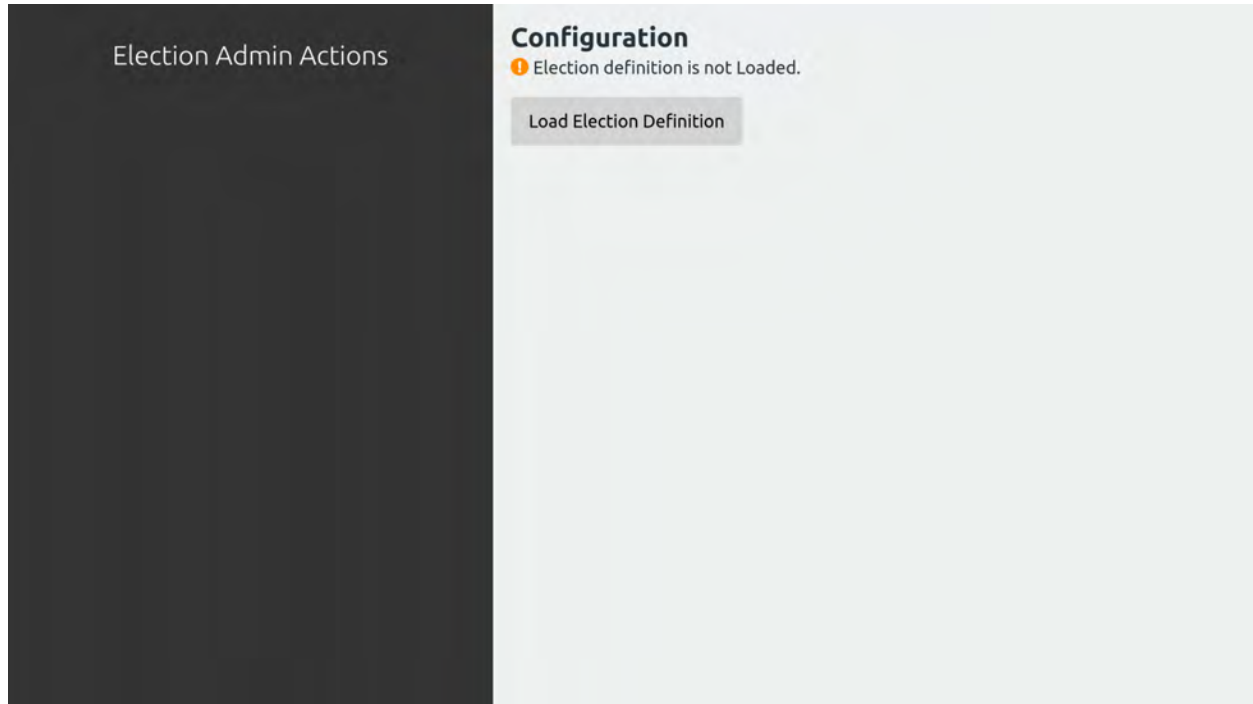 Election Admin Actions
Configuration
Election definition is not Loaded.
Load Election Definition